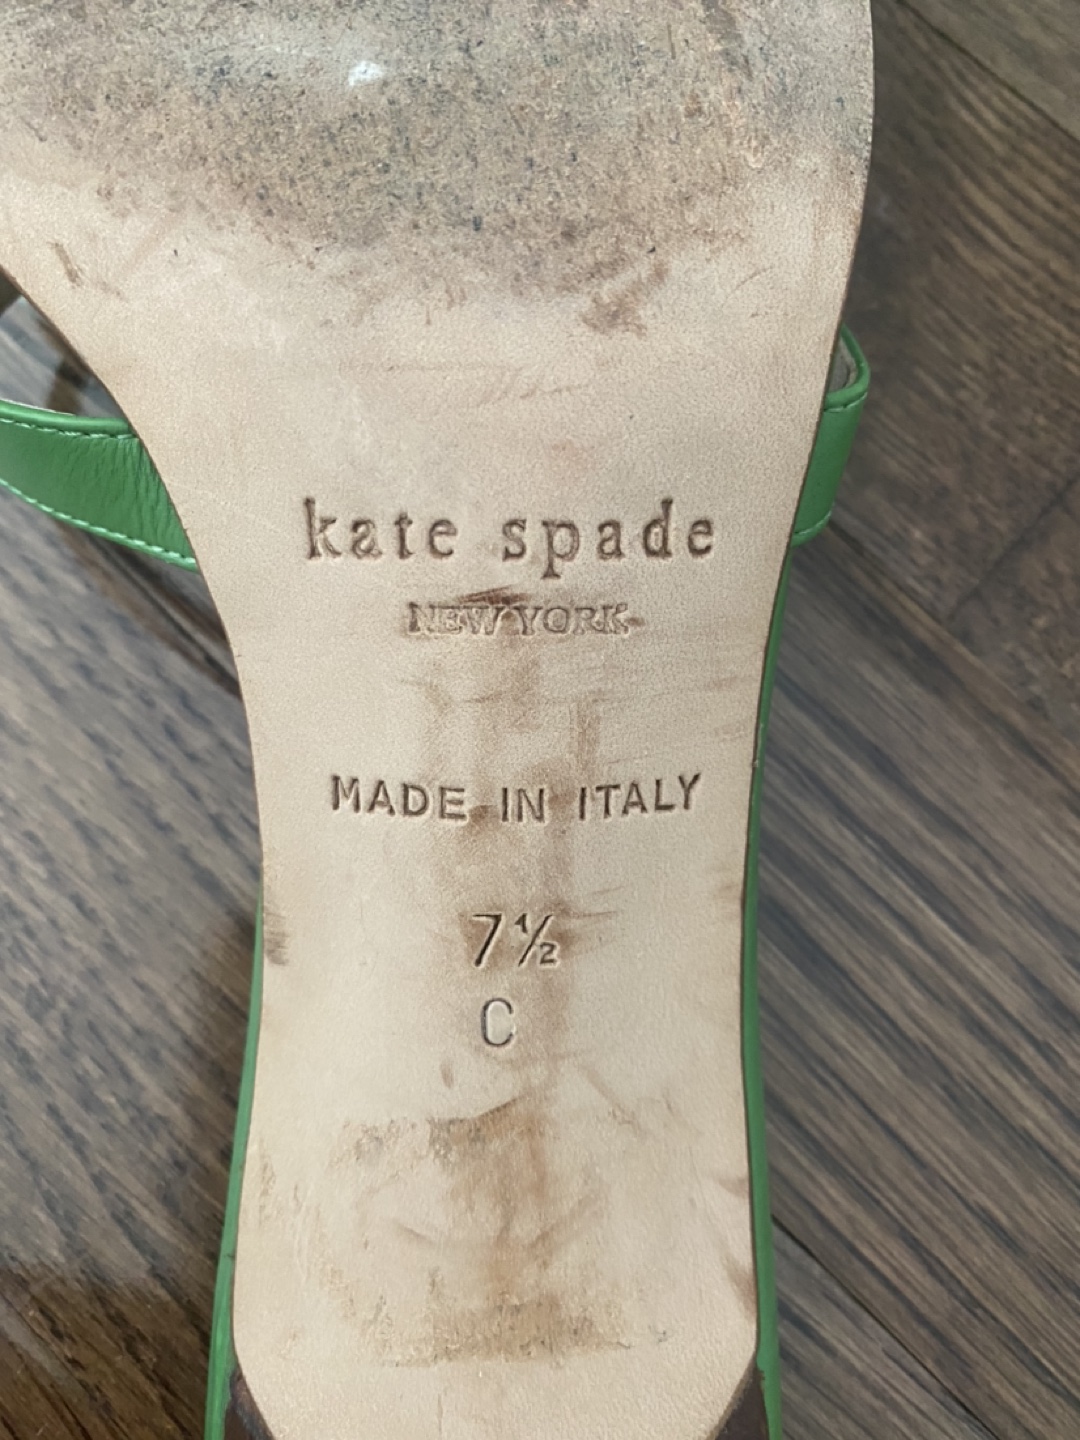 kate spade
NEW YORK
MADE IN ITALY
7½
C